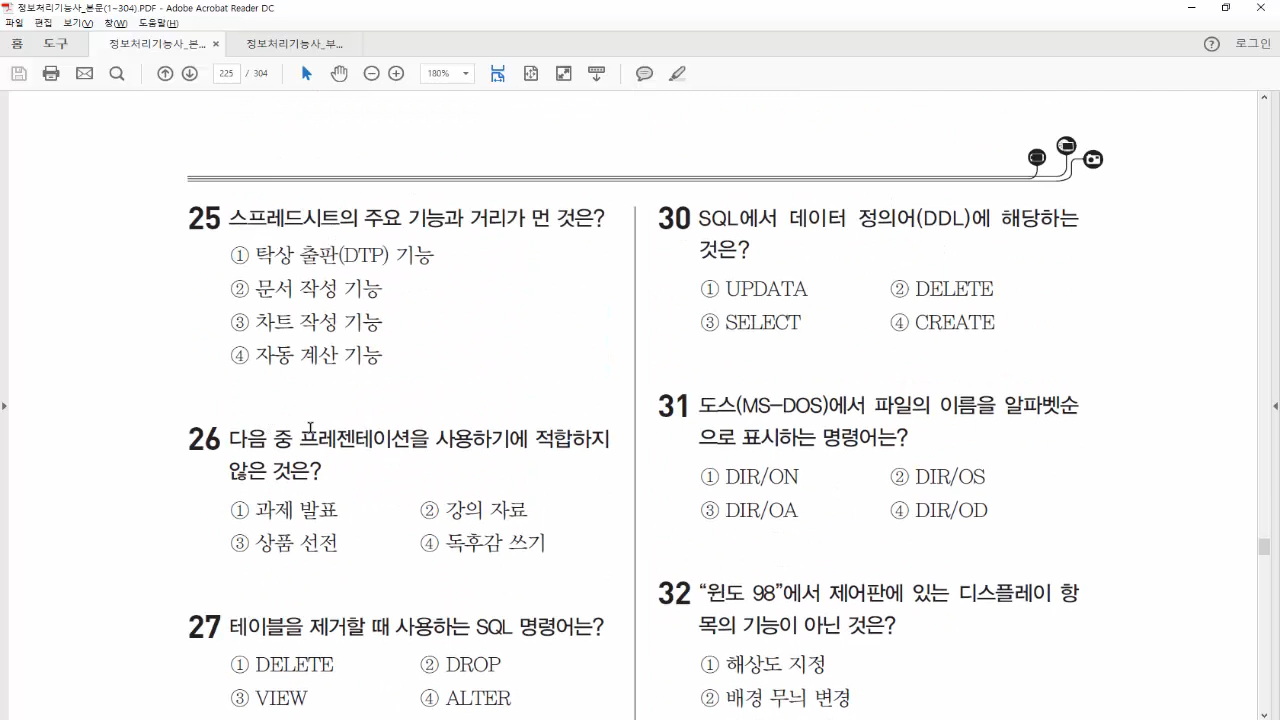 정보처리기능사_본문(1~304).PDF - Adobe Acrobat Reader DC
파일 편집 보기(V) 창(W) 도움말(H)
홈 도구 정보처리기능사_본... × 정보처리기능사_부... 로그인
225 / 304 180%
25 스프레드시트의 주요 기능과 거리가 먼 것은?
① 탁상 출판(DTP) 기능
② 문서 작성 기능
③ 차트 작성 기능
④ 자동 계산 기능
26 다음 중 프레젠테이션을 사용하기에 적합하지
않은 것은?
① 과제 발표 ② 강의 자료
③ 상품 선전 ④ 독후감 쓰기
27 테이블을 제거할 때 사용하는 SQL 명령어는?
① DELETE ② DROP
③ VIEW ④ ALTER
30 SQL에서 데이터 정의어(DDL)에 해당하는
것은?
① UPDATA ② DELETE
③ SELECT ④ CREATE
31 도스(MS-DOS)에서 파일의 이름을 알파벳순
으로 표시하는 명령어는?
① DIR/ON ② DIR/OS
③ DIR/OA ④ DIR/OD
32 “윈도 98”에서 제어판에 있는 디스플레이 항
목의 기능이 아닌 것은?
① 해상도 지정
② 배경 무늬 변경